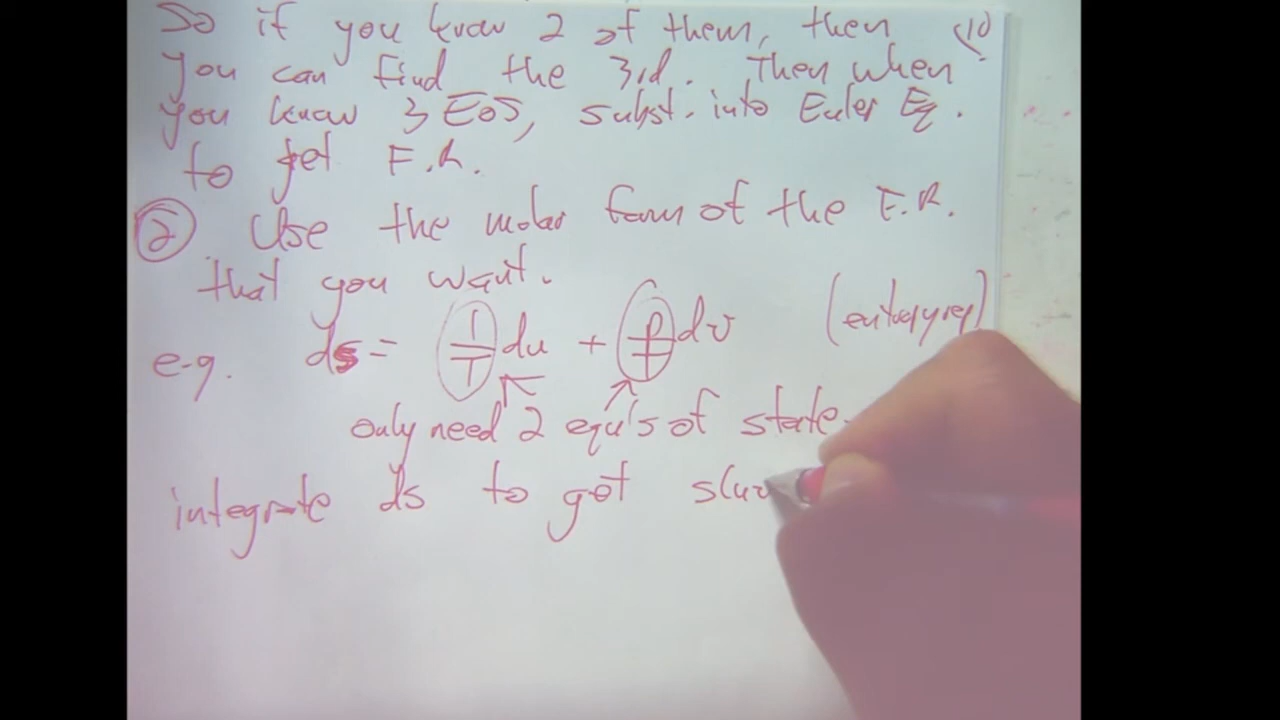 So if you know 2 of them, then
you can find the 3rd. Then when
you know 3 EOS, subst. into Euler Eq.
to get F.R.
② Use the molar form of the F.R.
that you want.
e.g. ds = 1/T du + P/T dv (entropy rep)
only need 2 equ's of state.
integrate ds to get s(u,v